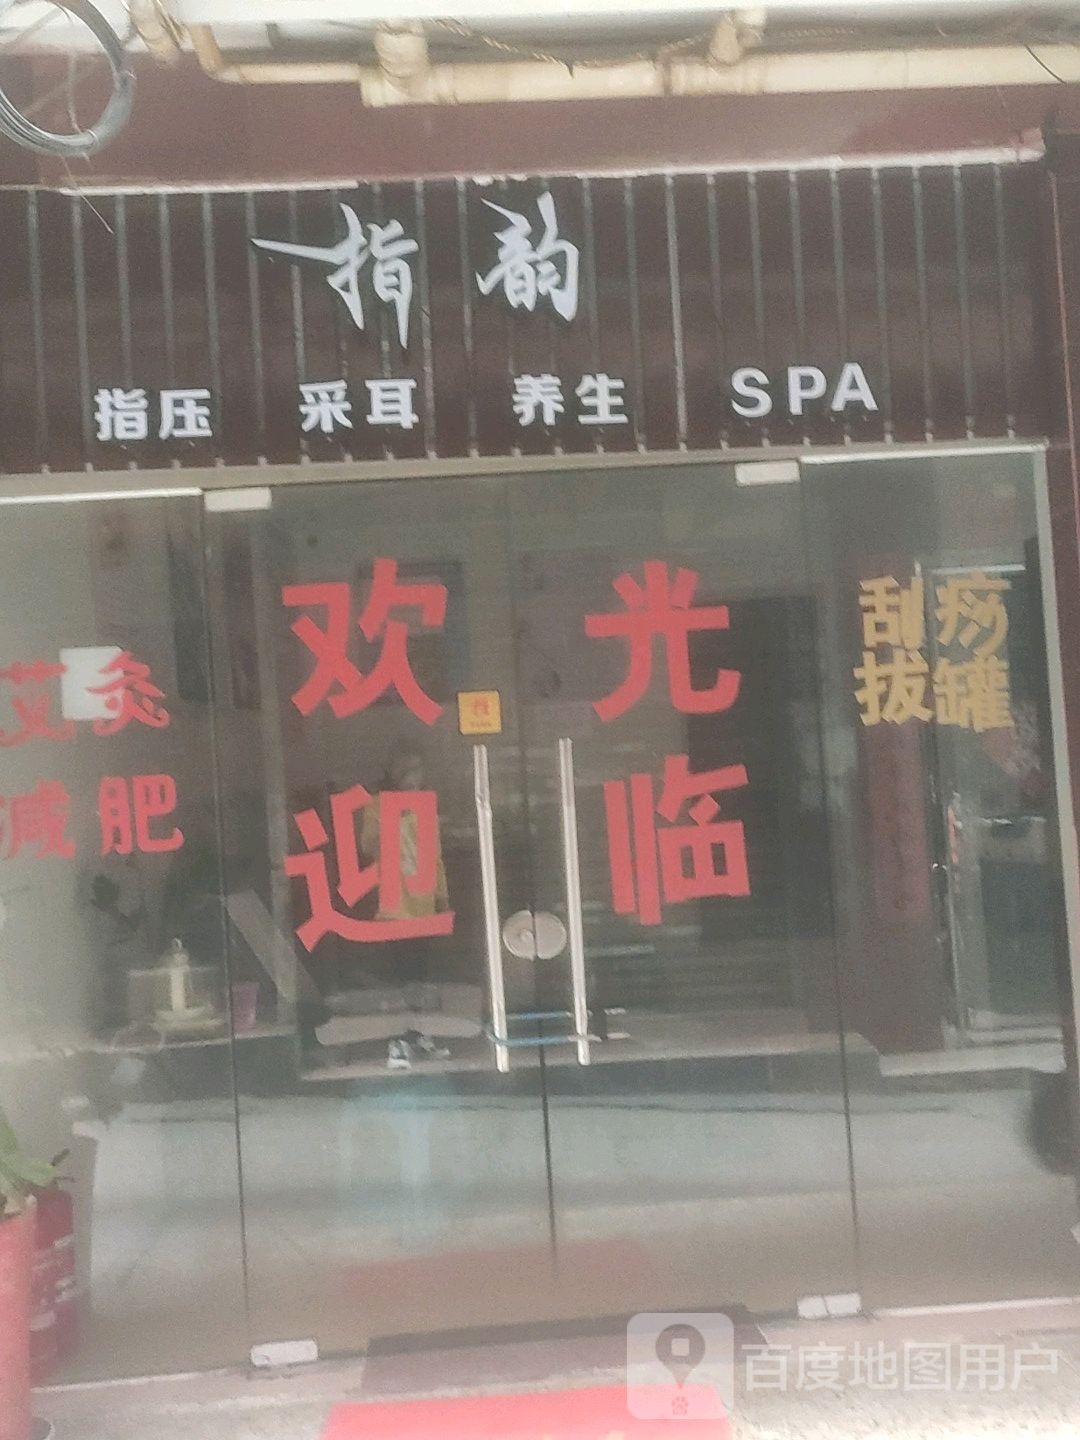 指韵
指压 采耳 养生 SPA
欢迎
光临
艾灸
减肥
刮痧
拔罐
百度地图用户